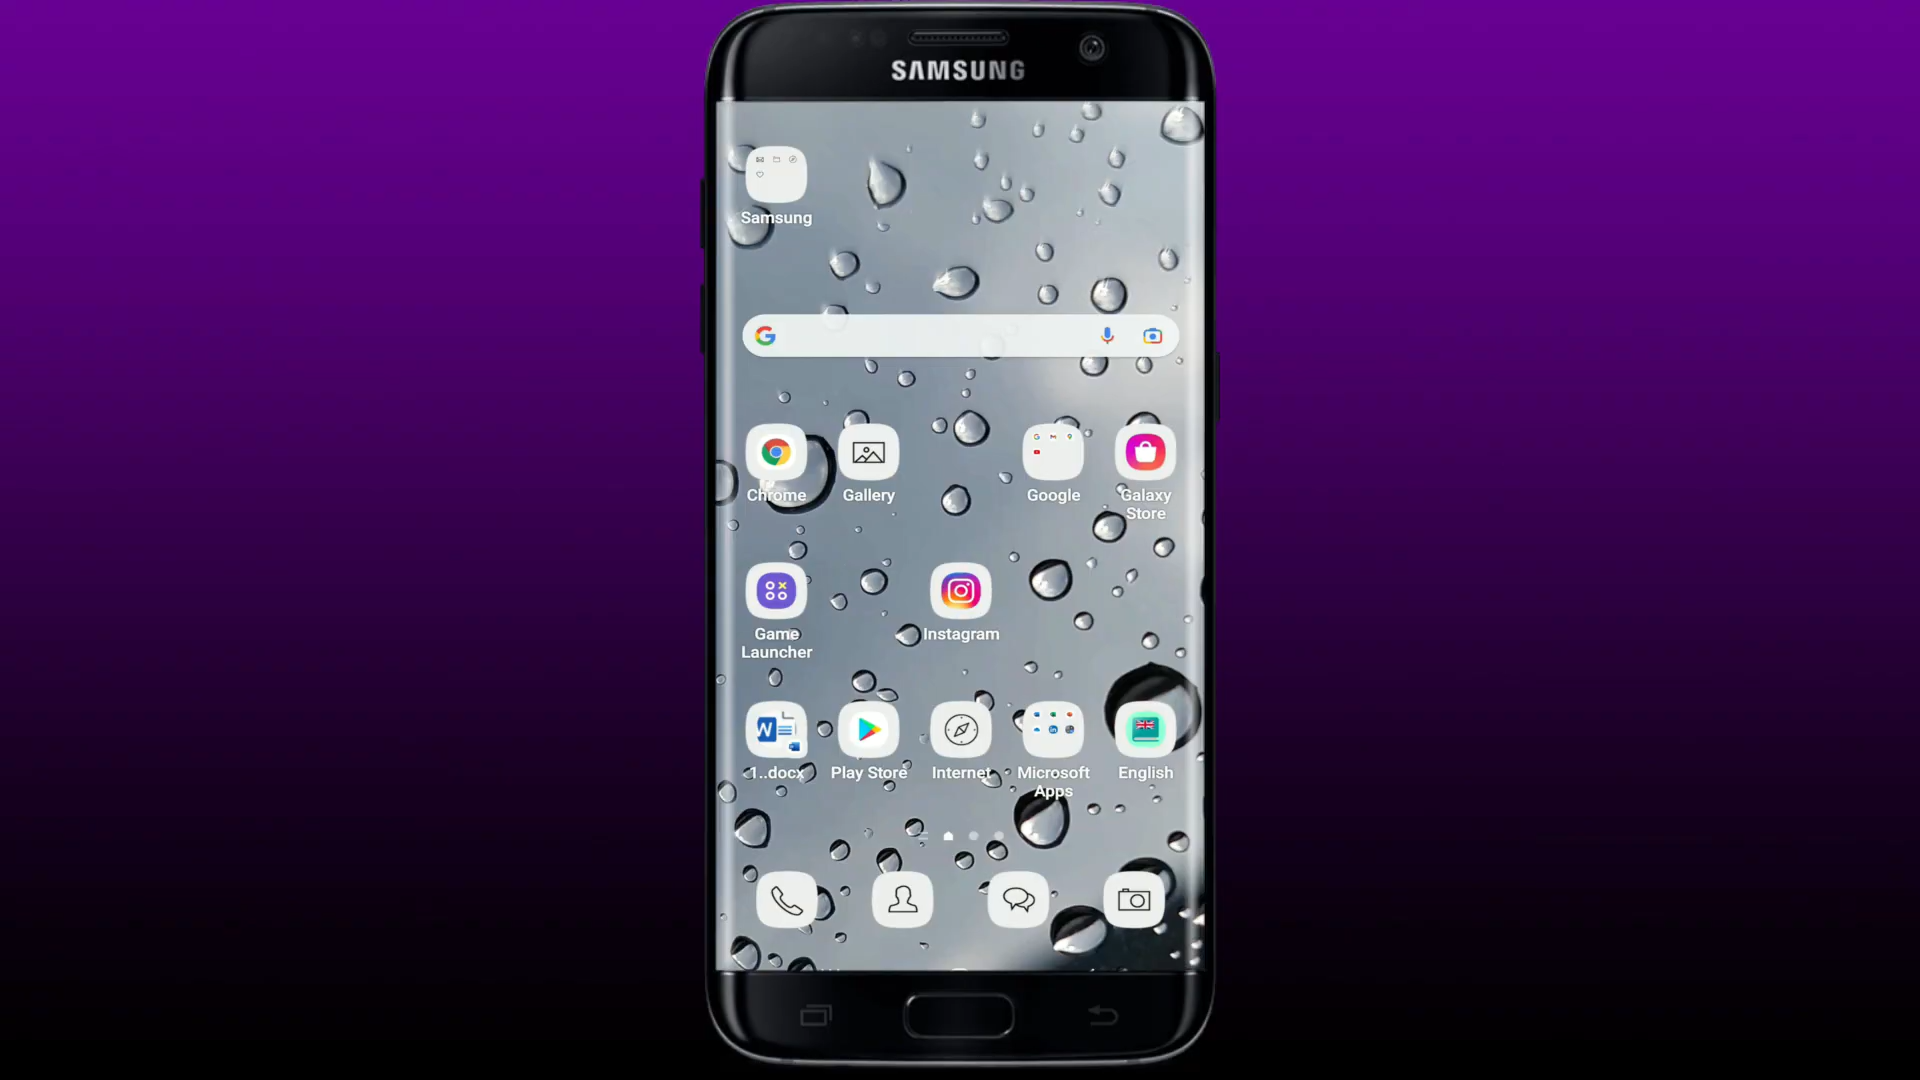 SAMSUNG
Samsung
Chrome
Gallery
Google
Galaxy
Store
Game
Launcher
Instagram
W
1..docx
Play Store
Internet
Microsoft
Apps
English